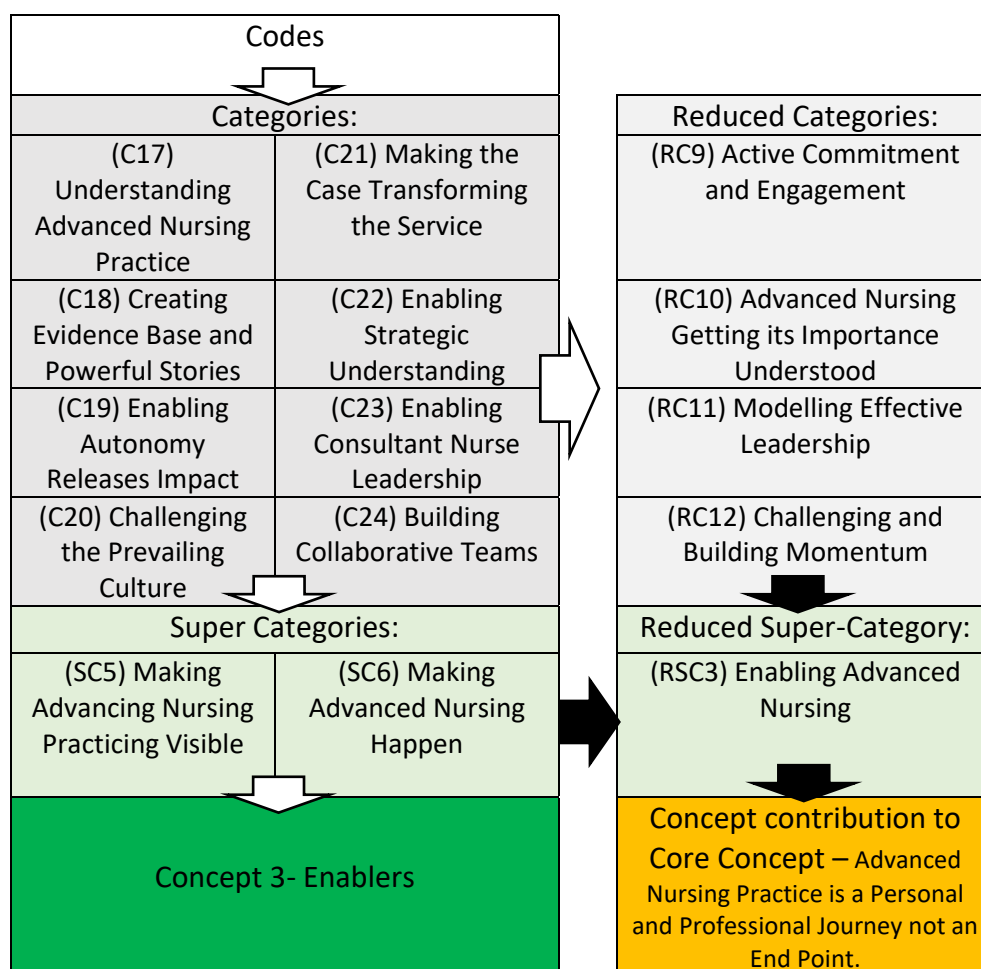 Codes
Categories:
(C17)
Understanding
Advanced Nursing
Practice
(C21) Making the
Case Transforming
the Service
(C18) Creating
Evidence Base and
Powerful Stories
(C22) Enabling
Strategic
Understanding
(C19) Enabling
Autonomy
Releases Impact
(C23) Enabling
Consultant Nurse
Leadership
(C20) Challenging
the Prevailing
Culture
(C24) Building
Collaborative Teams
Super Categories:
(SC5) Making
Advancing Nursing
Practicing Visible
(SC6) Making
Advanced Nursing
Happen
Concept 3- Enablers
Reduced Categories:
(RC9) Active Commitment
and Engagement
(RC10) Advanced Nursing
Getting its Importance
Understood
(RC11) Modelling Effective
Leadership
(RC12) Challenging and
Building Momentum
Reduced Super-Category:
(RSC3) Enabling Advanced
Nursing
Concept contribution to
Core Concept – Advanced
Nursing Practice is a Personal
and Professional Journey not an
End Point.